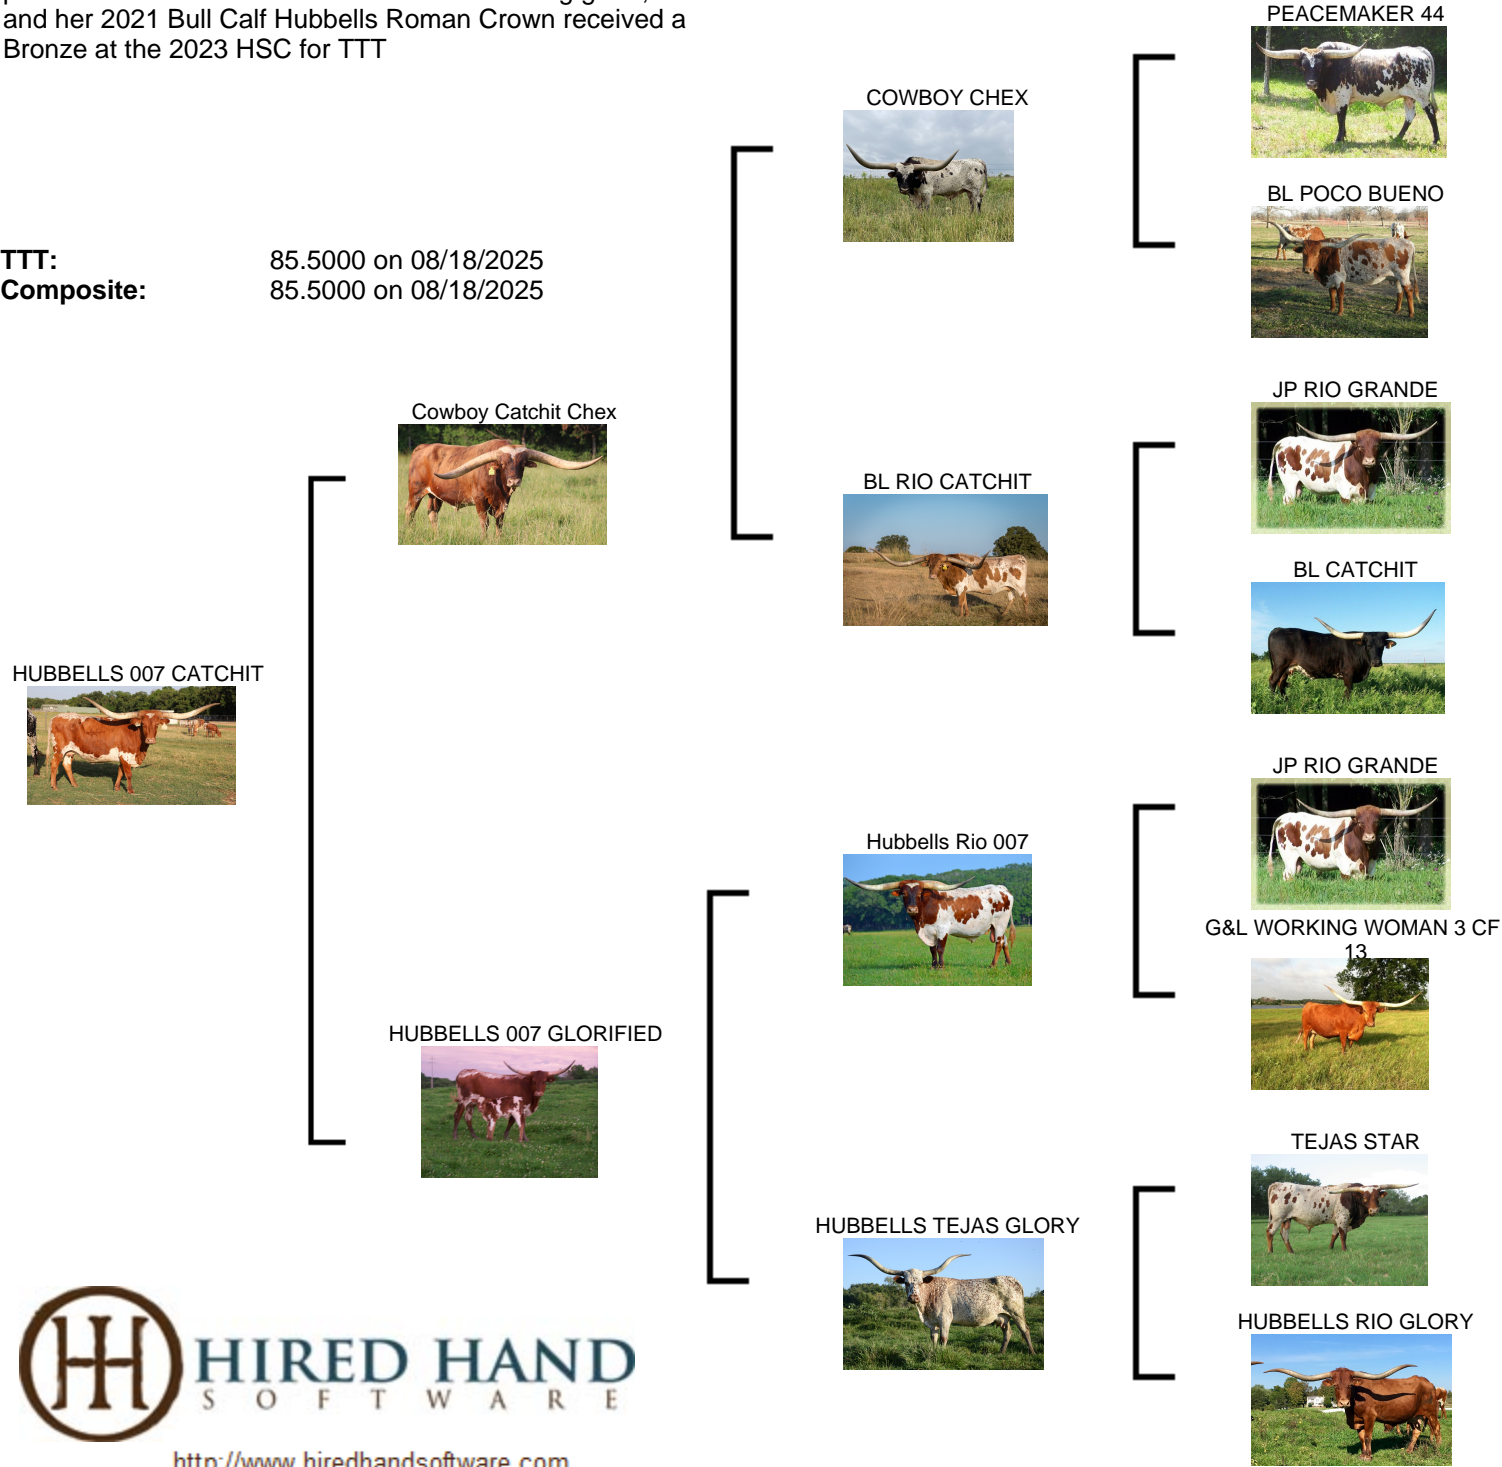 and her 2021 Bull Calf Hubbells Roman Crown received a
Bronze at the 2023 HSC for TTT
TTT: 85.5000 on 08/18/2025
Composite: 85.5000 on 08/18/2025
HUBBELLS 007 CATCHIT
Cowboy Catchit Chex
HUBBELLS 007 GLORIFIED
COWBOY CHEX
BL RIO CATCHIT
Hubbells Rio 007
HUBBELLS TEJAS GLORY
PEACEMAKER 44
BL POCO BUENO
JP RIO GRANDE
BL CATCHIT
JP RIO GRANDE
G&L WORKING WOMAN 3 CF
13
TEJAS STAR
HUBBELLS RIO GLORY
HIRED HAND
SOFTWARE
http://www.hiredhandsoftware.com